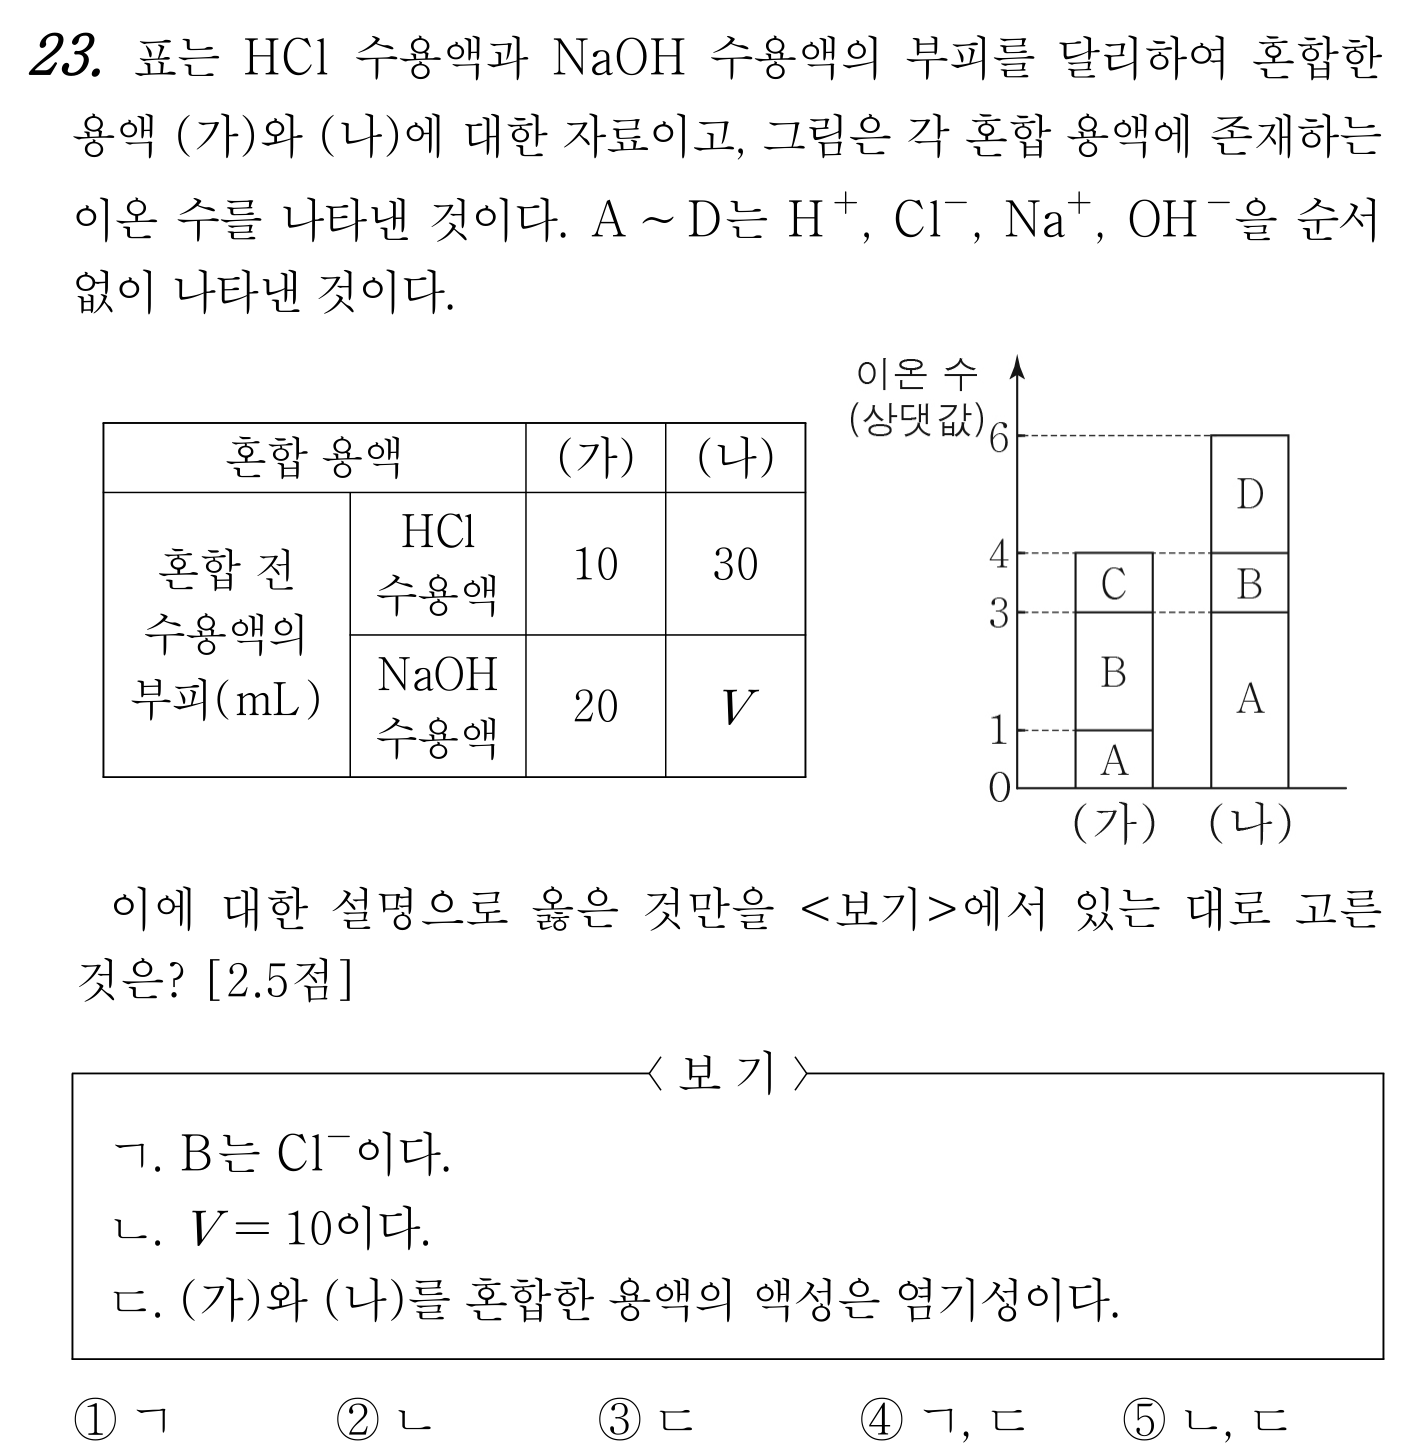 23. 표는 HCl 수용액과 NaOH 수용액의 부피를 달리하여 혼합한
용액 (가)와 (나)에 대한 자료이고, 그림은 각 혼합 용액에 존재하는
이온 수를 나타낸 것이다. A ~ D는 H⁺, Cl⁻, Na⁺, OH⁻을 순서
없이 나타낸 것이다.
혼합 용액 (가) (나)
혼합 전 수용액의 부피(mL)
HCl 수용액 10 30
NaOH 수용액 20 V
이온 수
(상댓값)
6
4
3
1
0
C
B
A
D
B
A
(가) (나)
이에 대한 설명으로 옳은 것만을 <보기>에서 있는 대로 고른
것은? [2.5점]
〈 보 기 〉
ㄱ. B는 Cl⁻이다.
ㄴ. V = 10이다.
ㄷ. (가)와 (나)를 혼합한 용액의 액성은 염기성이다.
① ㄱ ② ㄴ ③ ㄷ ④ ㄱ, ㄷ ⑤ ㄴ, ㄷ